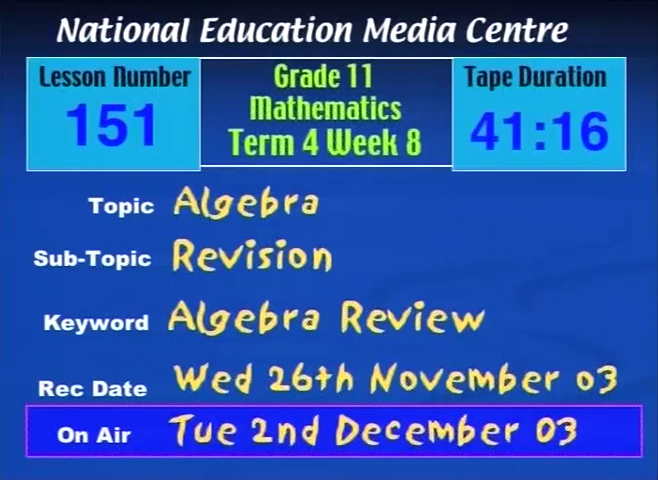 National Education Media Centre
Lesson Number
151
Grade 11
Mathematics
Term 4 Week 8
Tape Duration
41:16
Topic Algebra
Sub-Topic Revision
Keyword Algebra Review
Rec Date Wed 26th November 03
On Air Tue 2nd December 03